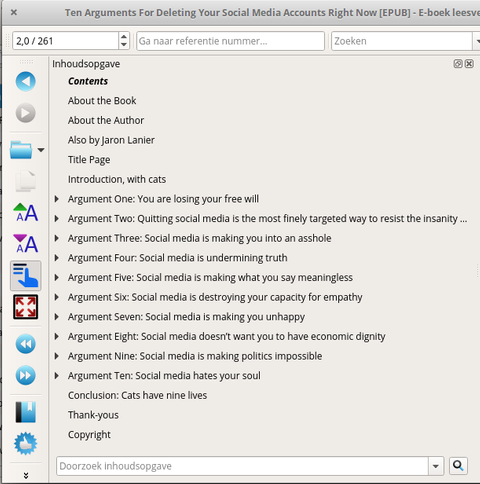 Ten Arguments For Deleting Your Social Media Accounts Right Now [EPUB] - E-boek leesve
2,0 / 261
Ga naar referentie nummer...
Zoeken
Inhoudsopgave
Contents
About the Book
About the Author
Also by Jaron Lanier
Title Page
Introduction, with cats
Argument One: You are losing your free will
Argument Two: Quitting social media is the most finely targeted way to resist the insanity ...
Argument Three: Social media is making you into an asshole
Argument Four: Social media is undermining truth
Argument Five: Social media is making what you say meaningless
Argument Six: Social media is destroying your capacity for empathy
Argument Seven: Social media is making you unhappy
Argument Eight: Social media doesn't want you to have economic dignity
Argument Nine: Social media is making politics impossible
Argument Ten: Social media hates your soul
Conclusion: Cats have nine lives
Thank-yous
Copyright
Doorzoek inhoudsopgave